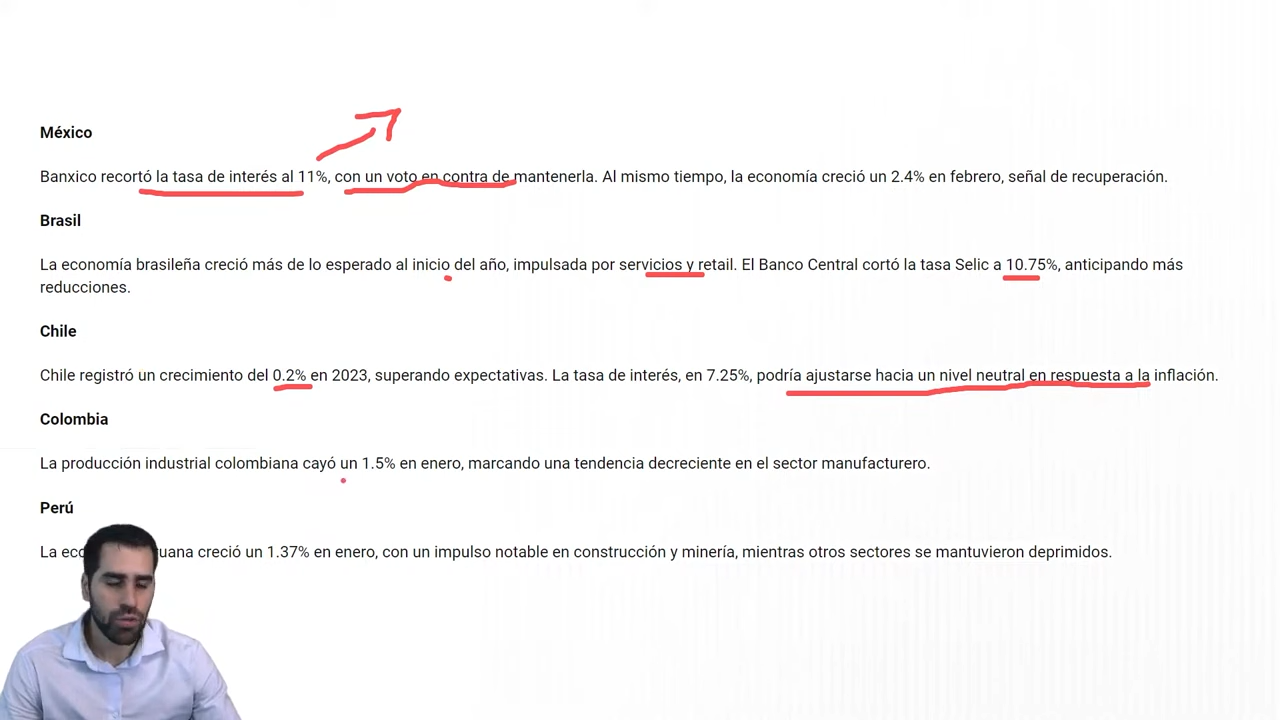 México
Banxico recortó la tasa de interés al 11%, con un voto en contra de mantenerla. Al mismo tiempo, la economía creció un 2.4% en febrero, señal de recuperación.
Brasil
La economía brasileña creció más de lo esperado al inicio del año, impulsada por servicios y retail. El Banco Central cortó la tasa Selic a 10.75%, anticipando más
reducciones.
Chile
Chile registró un crecimiento del 0.2% en 2023, superando expectativas. La tasa de interés, en 7.25%, podría ajustarse hacia un nivel neutral en respuesta a la inflación.
Colombia
La producción industrial colombiana cayó un 1.5% en enero, marcando una tendencia decreciente en el sector manufacturero.
Perú
La creció un 1.37% en enero, con un impulso notable en construcción y minería, mientras otros sectores se mantuvieron deprimidos.